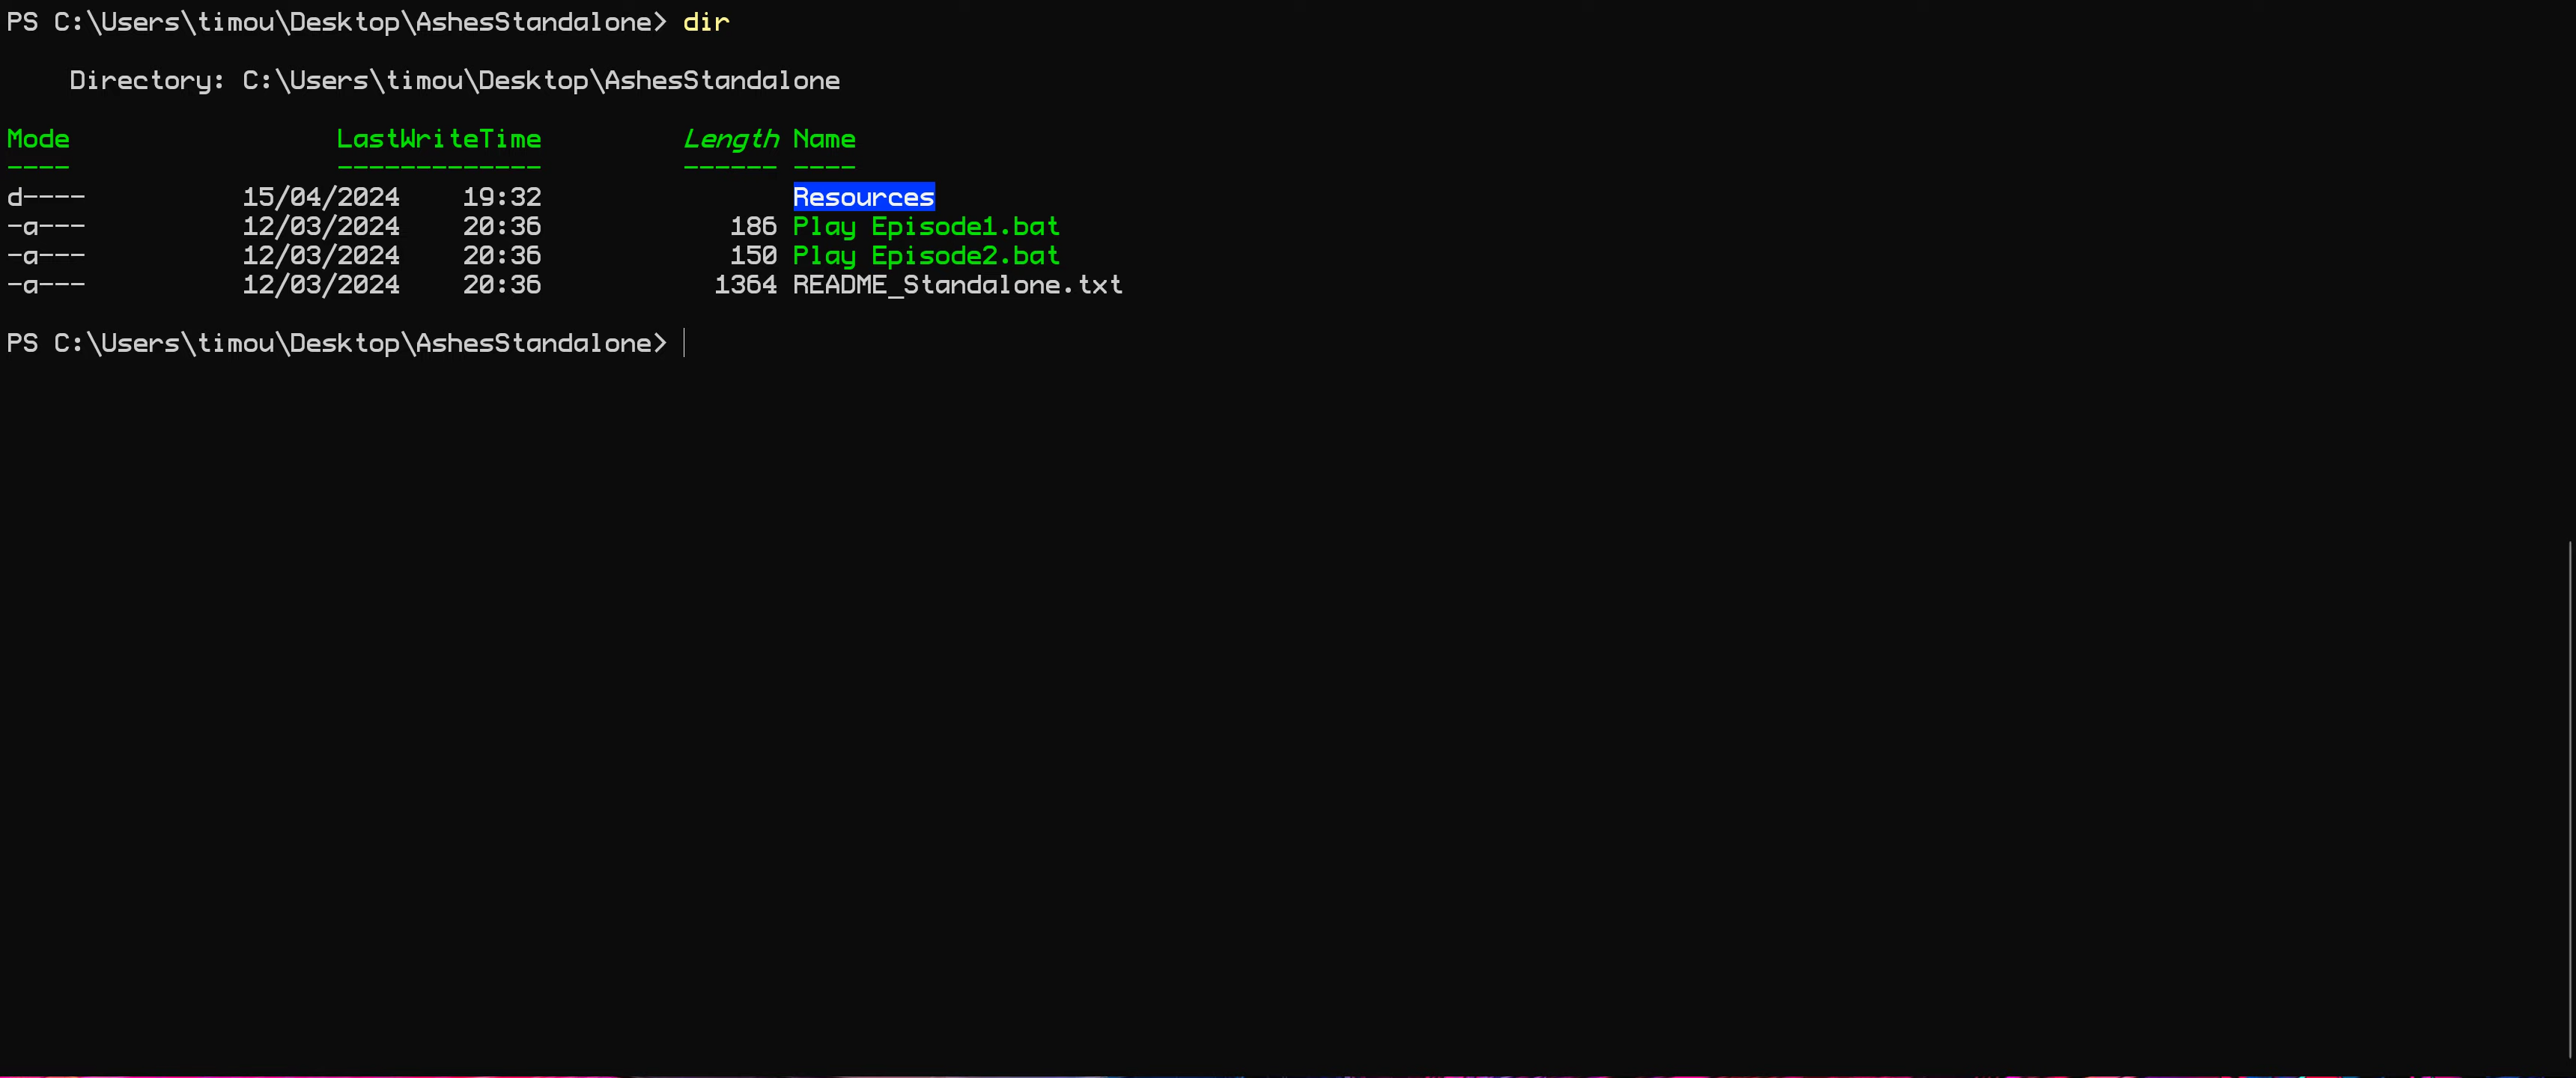 PS C:\Users\timou\Desktop\AshesStandalone> dir
Directory: C:\Users\timou\Desktop\AshesStandalone
Mode                 LastWriteTime         Length Name
----                 -------------         ------ ----
d----          15/04/2024    19:32                Resources
-a---          12/03/2024    20:36            186 Play Episode1.bat
-a---          12/03/2024    20:36            150 Play Episode2.bat
-a---          12/03/2024    20:36           1364 README_Standalone.txt
PS C:\Users\timou\Desktop\AshesStandalone>